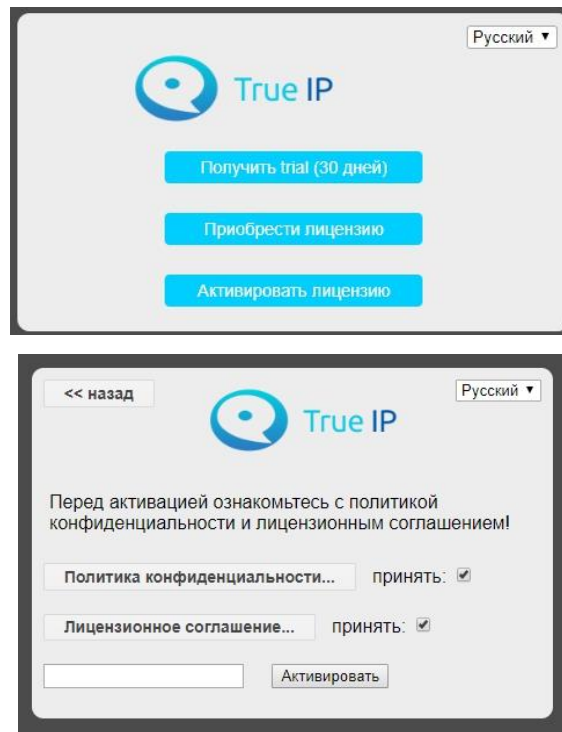 Русский
True IP
Получить trial (30 дней)
Приобрести лицензию
Активировать лицензию
<< назад
Русский
True IP
Перед активацией ознакомьтесь с политикой
конфиденциальности и лицензионным соглашением!
Политика конфиденциальности... принять:
Лицензионное соглашение... принять:
Активировать